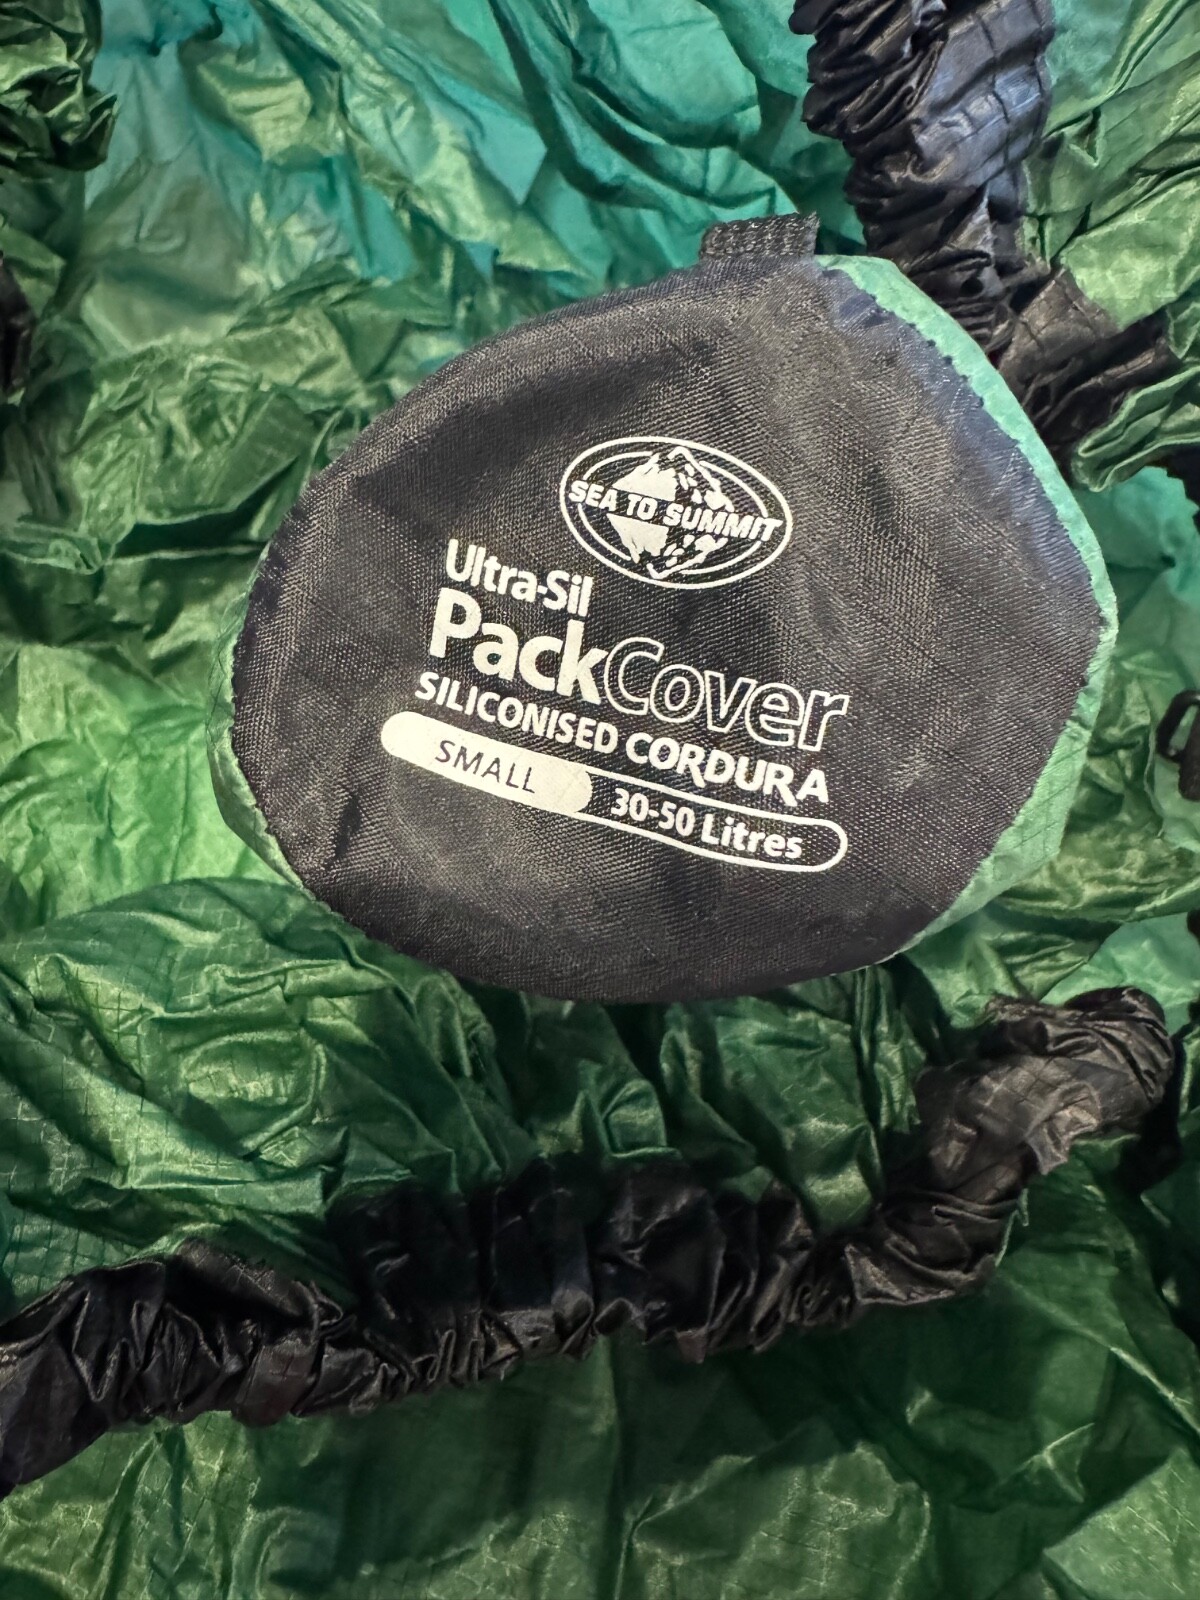 SEA TO SUMMIT
Ultra-Sil
PackCover
SILICONISED CORDURA
SMALL 30-50 Litres